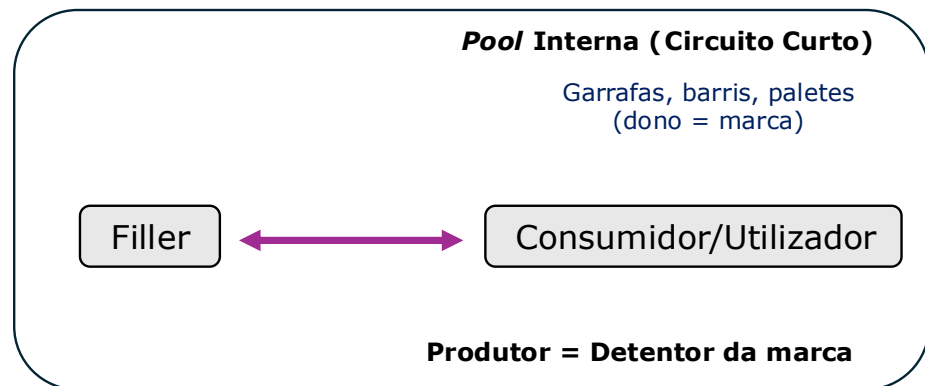 Pool Interna (Circuito Curto)
Garrafas, barris, paletes
(dono = marca)
Filler
Consumidor/Utilizador
Produtor = Detentor da marca